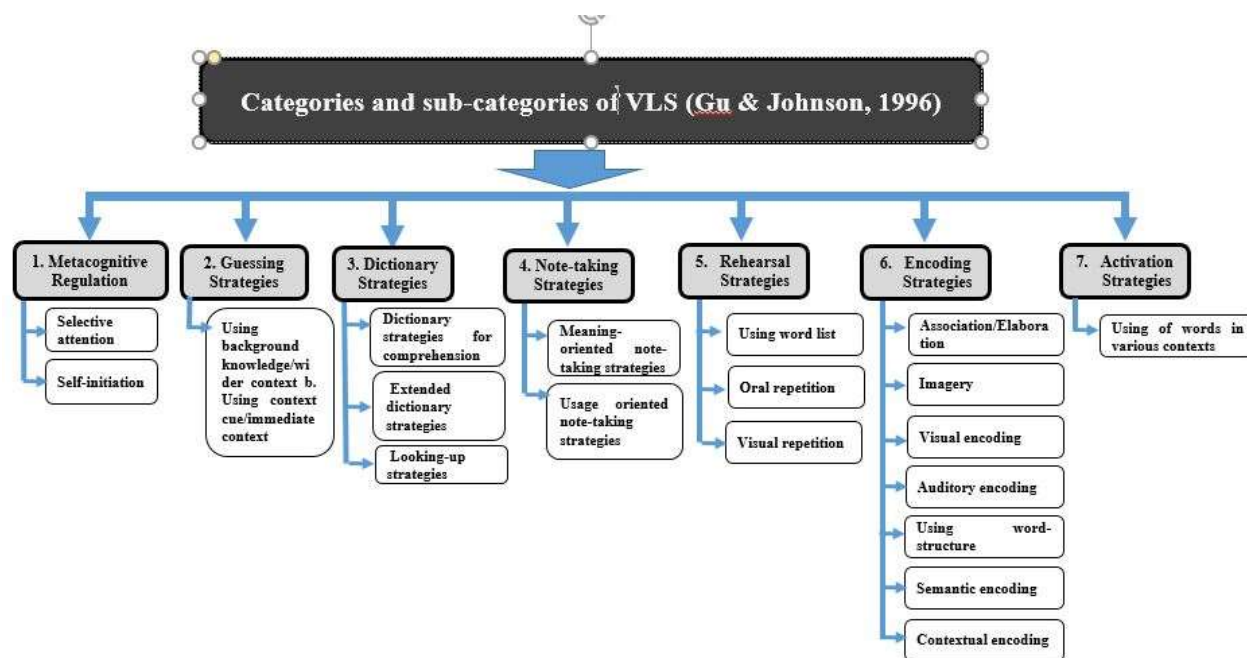 Categories and sub-categories of VLS (Gu & Johnson, 1996)
1. Metacognitive
Regulation
Selective
attention
Self-initiation
2. Guessing
Strategies
Using
background
knowledge/wi
der context b.
Using context
cue/immediate
context
3. Dictionary
Strategies
Dictionary
strategies for
comprehension
Extended
dictionary
strategies
Looking-up
strategies
4. Note-taking
Strategies
Meaning-
oriented note-
taking strategies
Usage oriented
note-taking
strategies
5. Rehearsal
Strategies
Using word list
Oral repetition
Visual repetition
6. Encoding
Strategies
Association/Elabora
tion
Imagery
Visual encoding
Auditory encoding
Using word-
structure
Semantic encoding
Contextual encoding
7. Activation
Strategies
Using of words in
various contexts